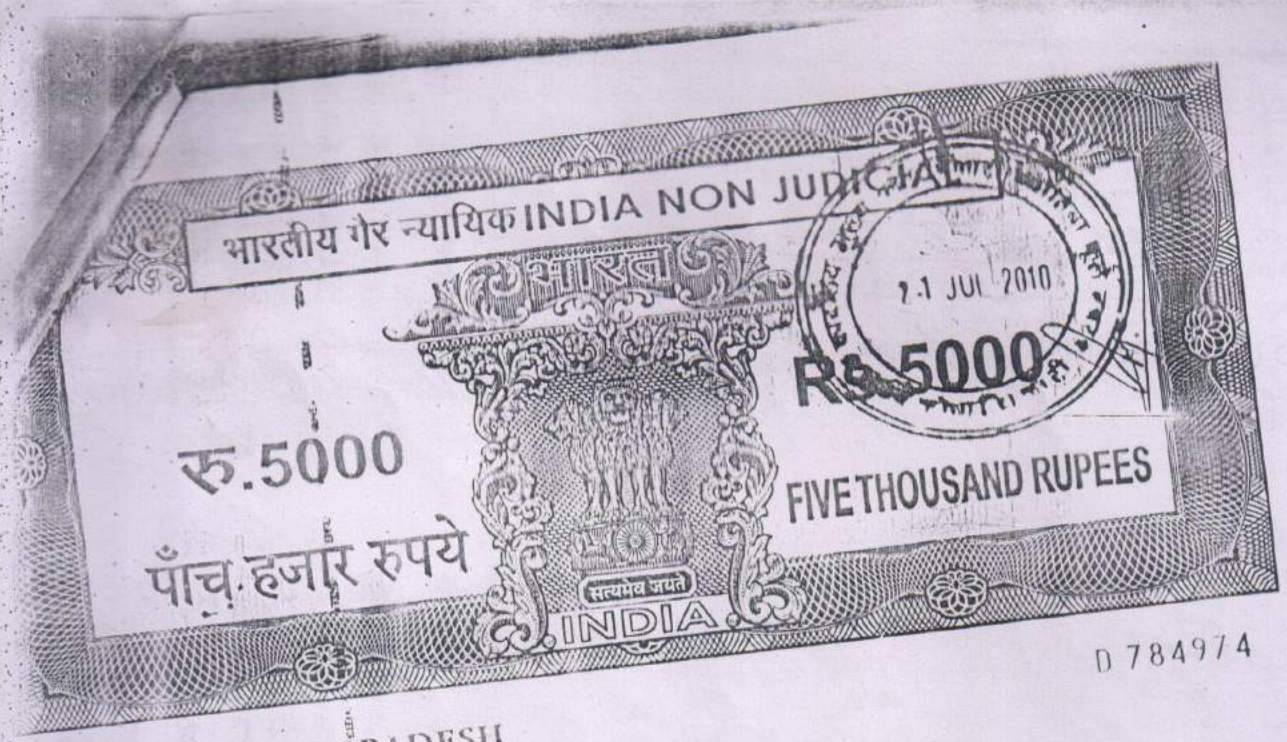 भारतीय गैर न्यायिक INDIA NON JUDICIAL
भारत
21 JUL 2010
रु.5000
Rs.5000
पाँच हजार रुपये
FIVE THOUSAND RUPEES
सत्यमेव जयते
INDIA
D 784974
RADESH